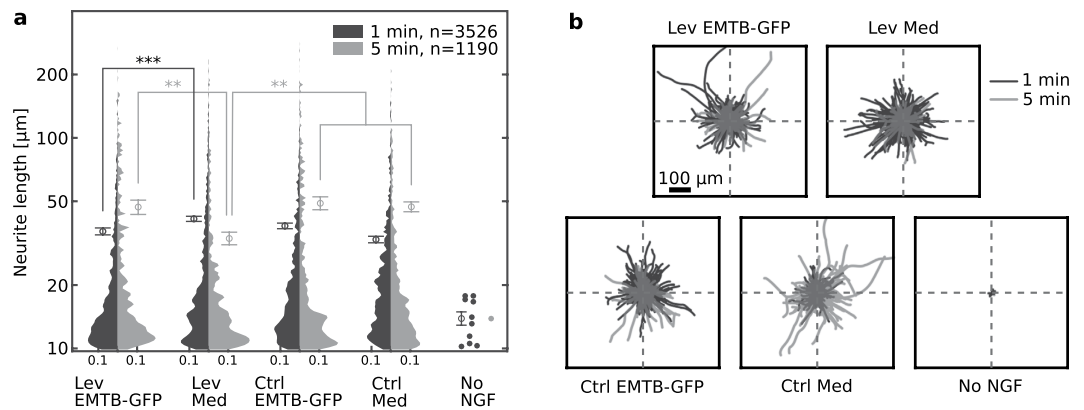 a
1 min, n=3526
5 min, n=1190
***
**
**
Neurite length [µm]
200
100
50
20
10
0.1 0.1 0.1 0.1 0.1 0.1 0.1 0.1
Lev EMTB-GFP
Lev Med
Ctrl EMTB-GFP
Ctrl Med
No NGF
b
Lev EMTB-GFP
Lev Med
1 min
5 min
100 µm
Ctrl EMTB-GFP
Ctrl Med
No NGF